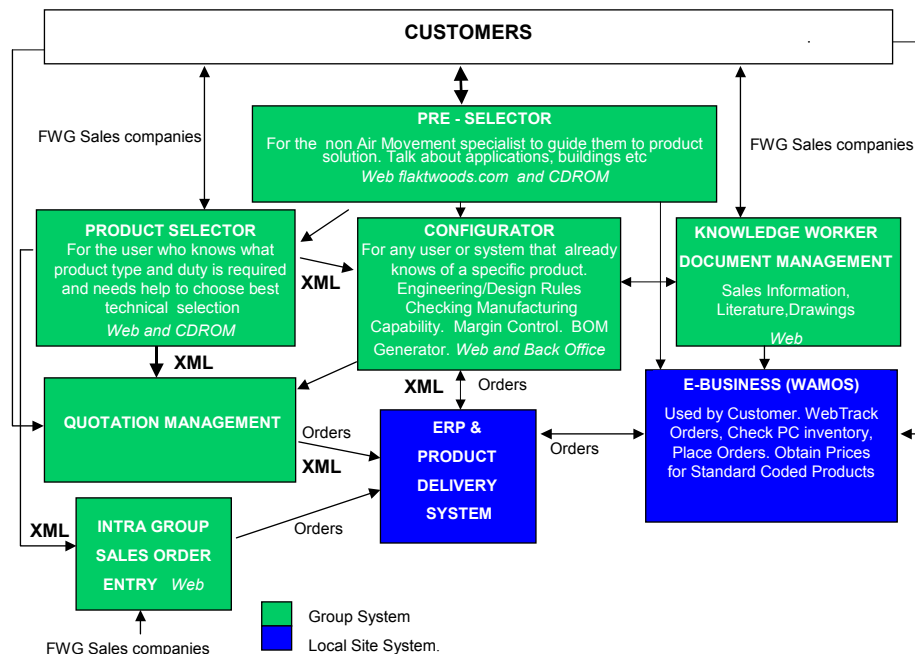 CUSTOMERS
FWG Sales companies
PRE - SELECTOR
For the non Air Movement specialist to guide them to product
solution. Talk about applications, buildings etc
Web flaktwoods.com and CDROM
FWG Sales companies
PRODUCT SELECTOR
For the user who knows what
product type and duty is required
and needs help to choose best
technical selection
Web and CDROM
XML
CONFIGURATOR
For any user or system that already
knows of a specific product.
Engineering/Design Rules
Checking Manufacturing
Capability. Margin Control. BOM
Generator. Web and Back Office
KNOWLEDGE WORKER
DOCUMENT MANAGEMENT
Sales Information,
Literature,Drawings
Web
XML
XML
Orders
QUOTATION MANAGEMENT
Orders
XML
ERP &
PRODUCT
DELIVERY
SYSTEM
Orders
E-BUSINESS (WAMOS)
Used by Customer. WebTrack
Orders, Check PC inventory,
Place Orders. Obtain Prices
for Standard Coded Products
XML
INTRA GROUP
SALES ORDER
ENTRY Web
Orders
FWG Sales companies
Group System
Local Site System.